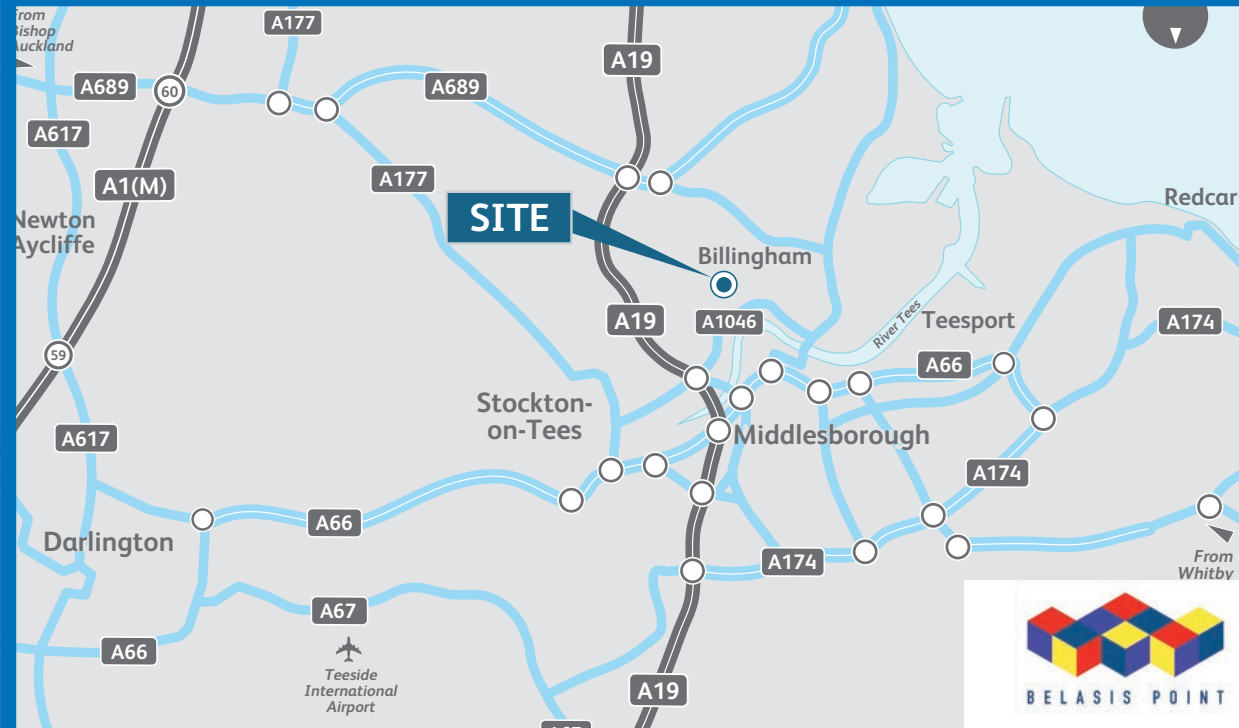 From
Bishop
Auckland
A177
A19
A689
60
A689
A617
A1(M)
A177
Redcar
Newton
Aycliffe
SITE
Billingham
A19
A1046
River Tees
Teesport
A174
59
A66
Stockton-
on-Tees
Middlesborough
A617
A174
A66
Darlington
A174
From
Whitby
A67
A66
Teeside
International
Airport
A19
BELASIS POINT